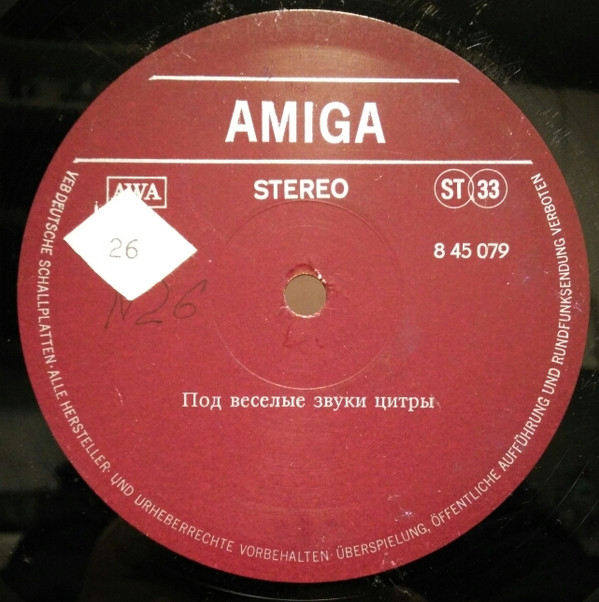 AMIGA
AWA
STEREO
ST 33
26
8 45 079
N26
Под веселые звуки цитры
VEB DEUTSCHE SCHALLPLATTEN · ALLE HERSTELLER- UND URHEBERRECHTE VORBEHALTEN · ÜBERSPIELUNG, ÖFFENTLICHE AUFFÜHRUNG UND RUNDFUNKSENDUNG VERBOTEN